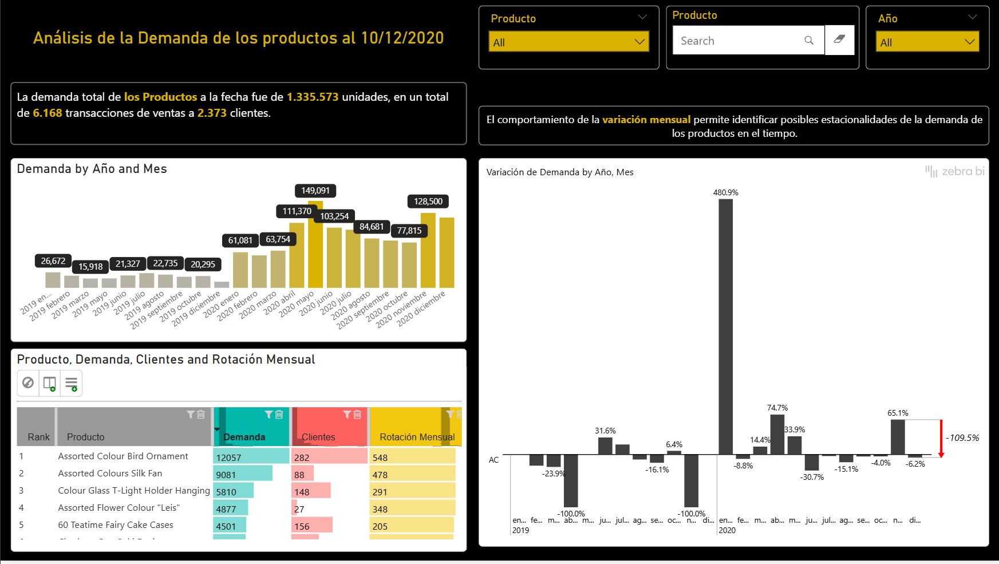 Análisis de la Demanda de los productos al 10/12/2020
Producto
All
Producto
Search
Año
All
La demanda total de los Productos a la fecha fue de 1.335.573 unidades, en un total
de 6.168 transacciones de ventas a 2.373 clientes.
El comportamiento de la variación mensual permite identificar posibles estacionalidades de la demanda de
los productos en el tiempo.
Demanda by Año and Mes
149,091
128,500
111,370
103,254
84,681
77,815
61,081
63,754
26,672
15,918
21,327
22,735
20,295
2019 en...
2019 febrero
2019 marzo
2019 mayo
2019 junio
2019 julio
2019 agosto
2019 septiembre
2019 octubre
2019 diciembre
2020 enero
2020 febrero
2020 marzo
2020 abril
2020 mayo
2020 junio
2020 julio
2020 agosto
2020 septiembre
2020 octubre
2020 noviembre
2020 diciembre
Producto, Demanda, Clientes and Rotación Mensual
Rank Producto Demanda Clientes Rotación Mensual
1 Assorted Colour Bird Ornament 12057 282 548
2 Assorted Colours Silk Fan 9081 88 478
3 Colour Glass T-Light Holder Hanging 5810 148 291
4 Assorted Flower Colour "Leis" 4877 27 348
5 60 Teatime Fairy Cake Cases 4501 156 205
Variación de Demanda by Año, Mes
zebra bi
480.9%
74.7%
65.1%
31.6%
33.9%
-109.5%
6.4%
14.4%
AC
-23.9%
-16.1%
-8.8%
-30.7%
-15.1%
-4.0%
-6.2%
-100.0%
-100.0%
en... fe... m... ab... m... ju... jul... ag... se... oc... n... di... en... fe... m... ab... m... ju... jul... ag... se... oc... n... di...
2019 2020